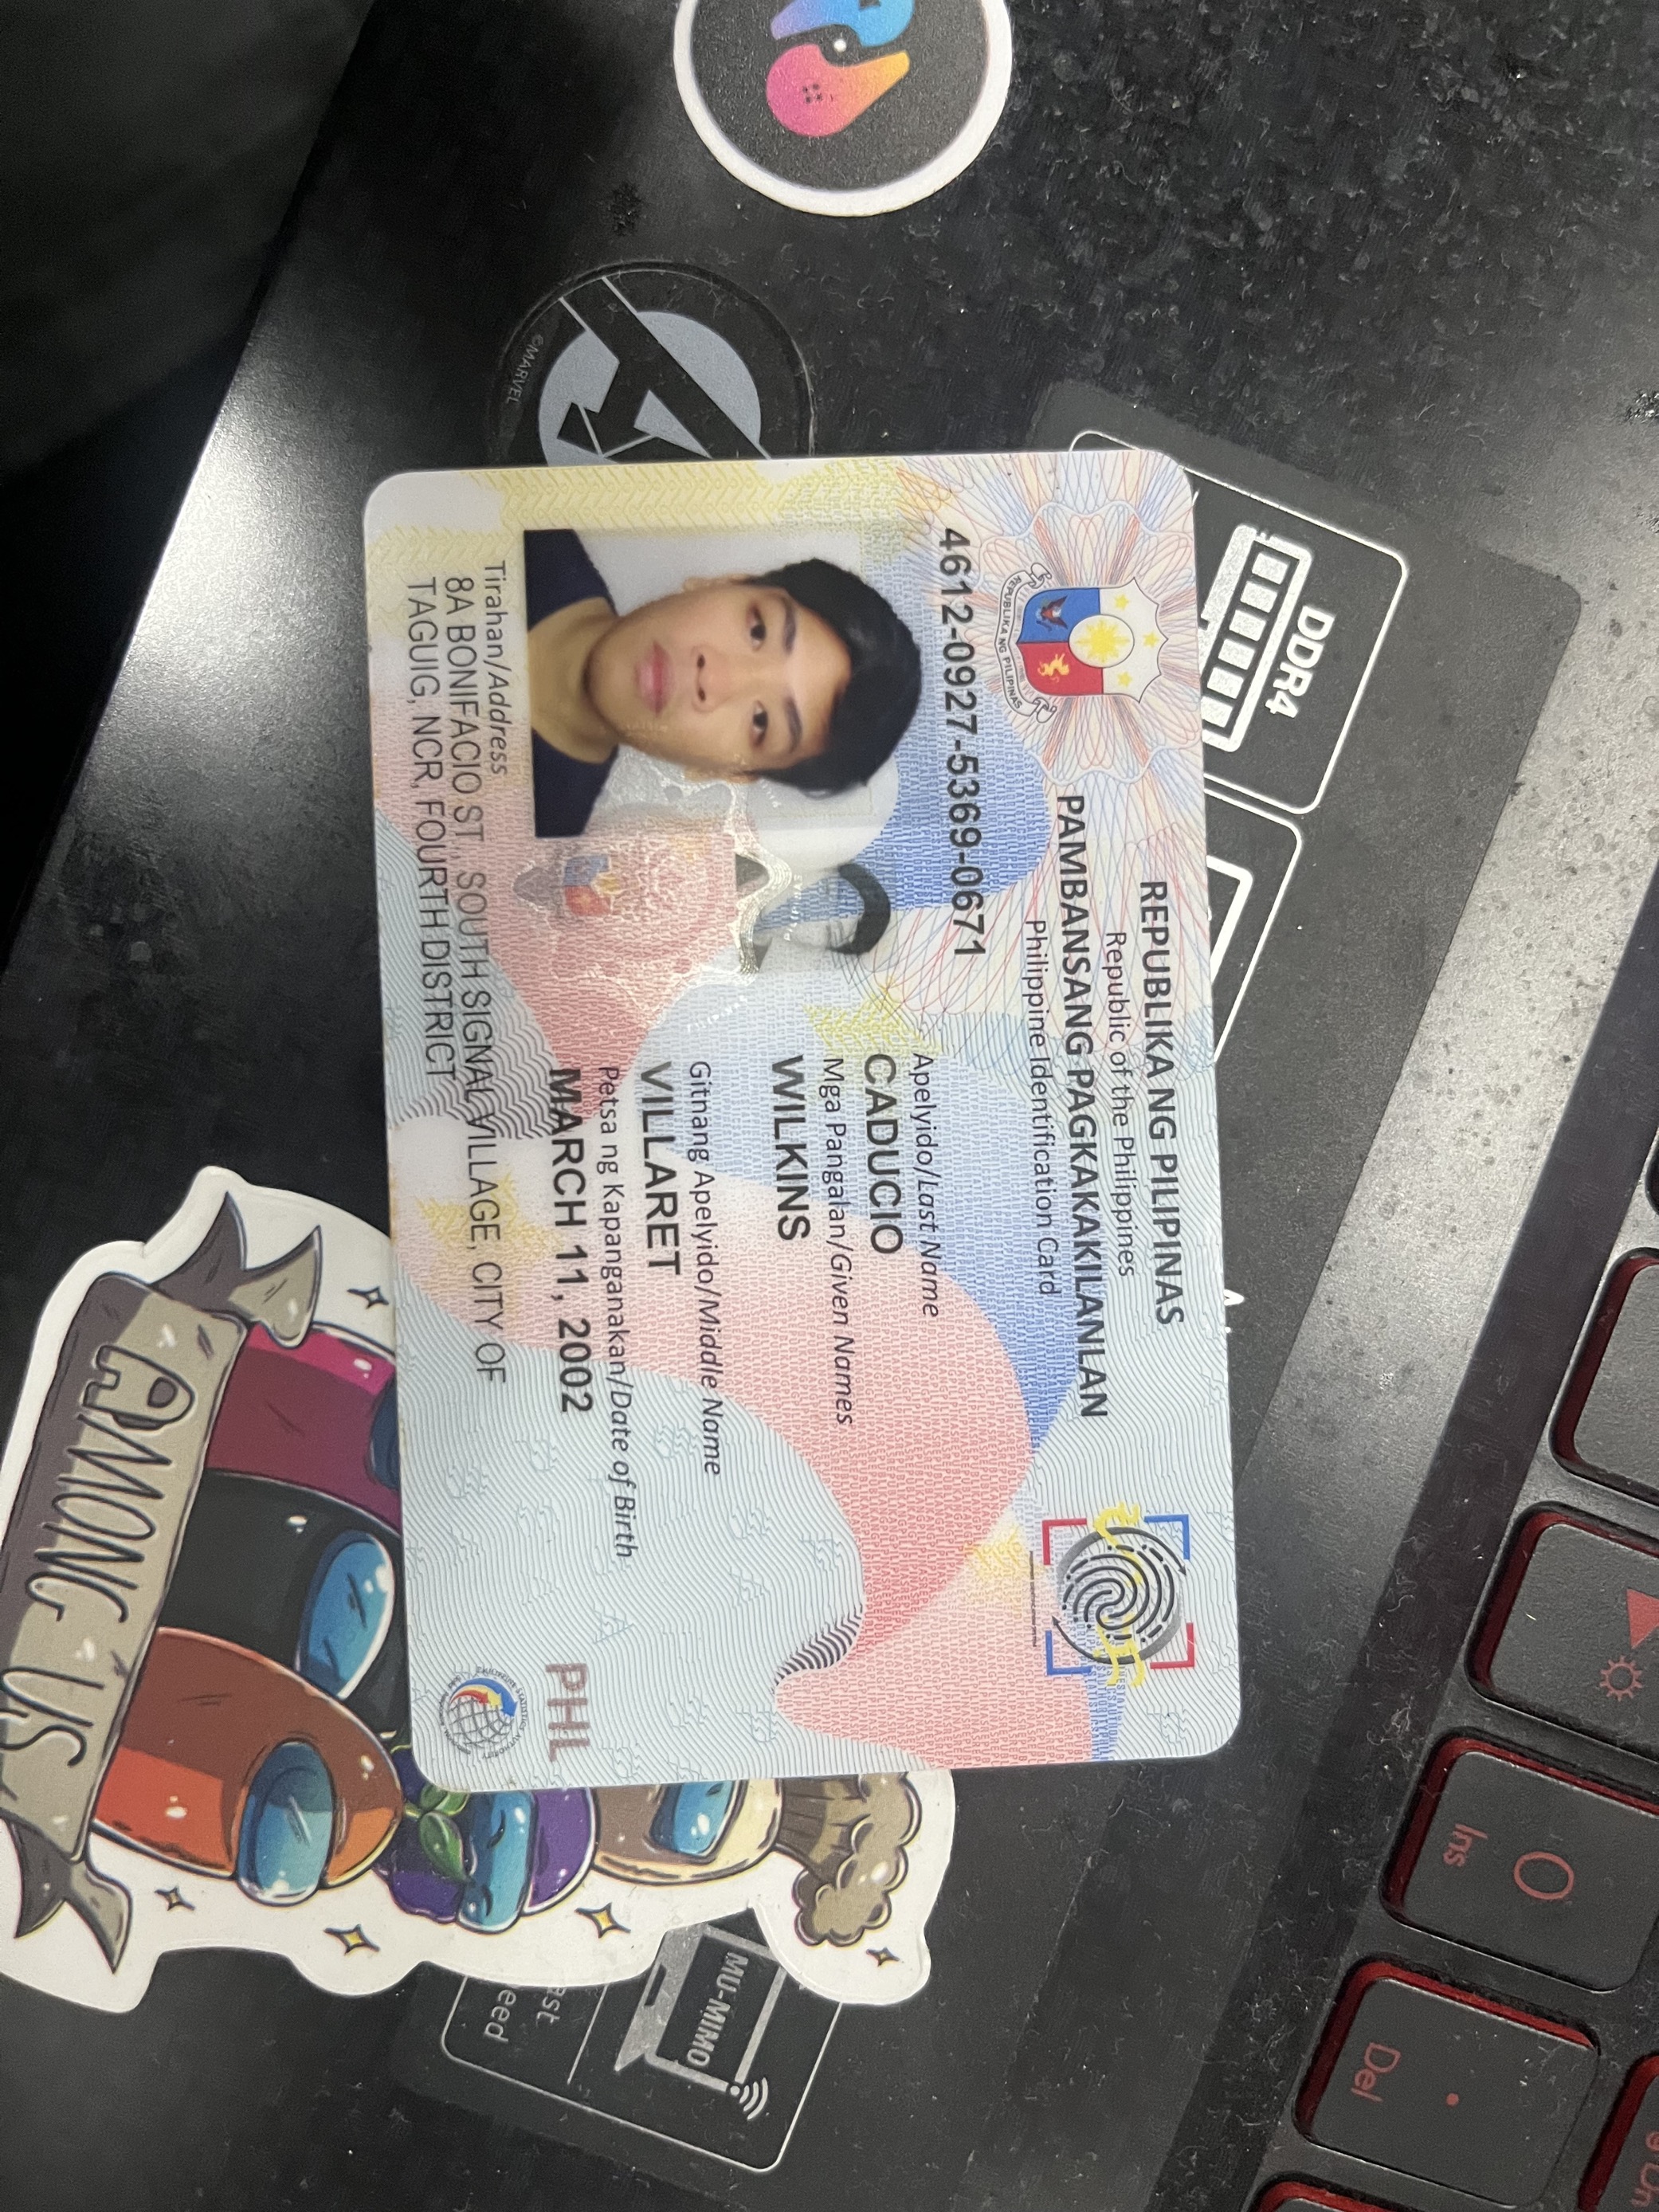 g Dn
0
Ins
.
Del
DDR4
REPUBLIKA NG PILIPINAS
Republic of the Philippines
PAMBANSANG PAGKAKAKILANLAN
Philippine Identification Card
REPUBLIKA NG PILIPINAS
4612-0927-5369-0671
Apelyido/Last Name
CADUCIO
Mga Pangalan/Given Names
WILKINS
Gitnang Apelyido/Middle Name
VILLARET
Petsa ng Kapanganakan/Date of Birth
MARCH 11, 2002
PHL
Tirahan/Address
8A BONIFACIO ST., SOUTH SIGNAL VILLAGE, CITY OF
TAGUIG, NCR, FOURTH DISTRICT
©MARVEL
MU-MIMO
ast
eed
AMONG US